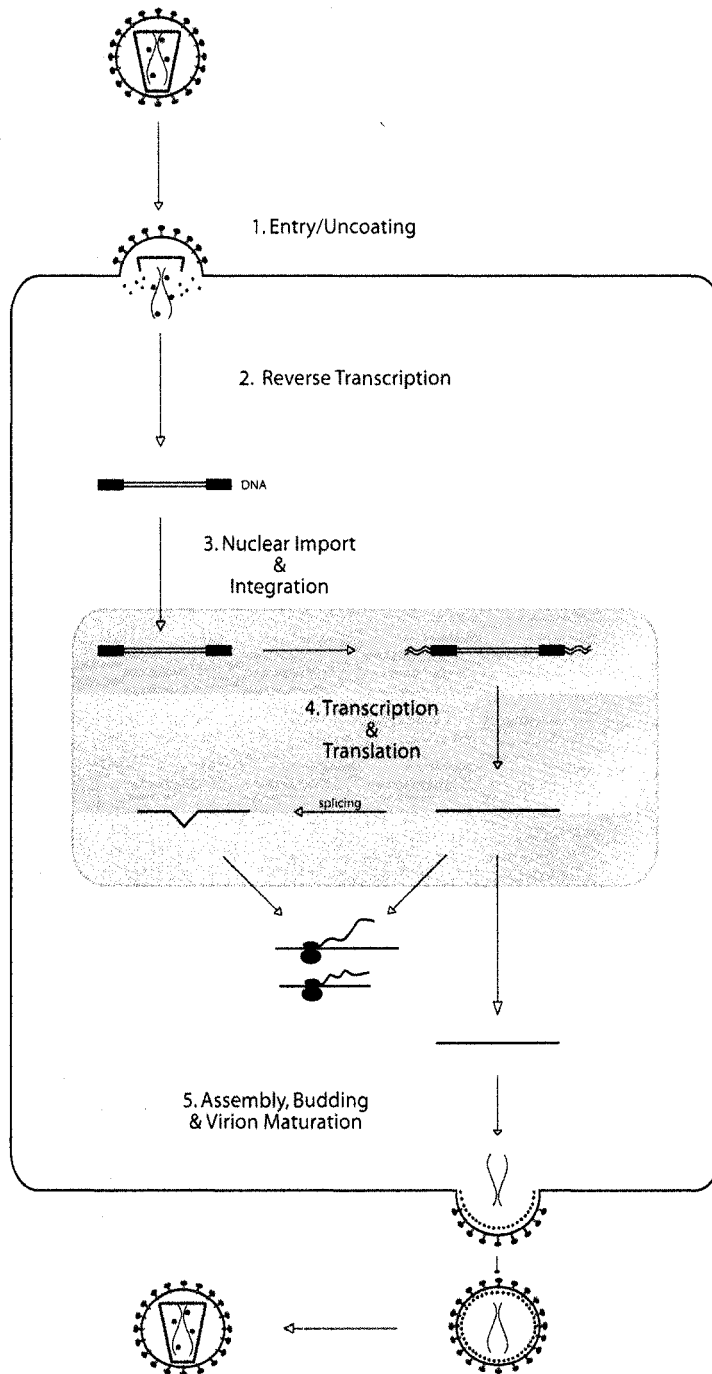 1. Entry/Uncoating
2. Reverse Transcription
DNA
3. Nuclear Import
&
Integration
4. Transcription
&
Translation
splicing
5. Assembly, Budding
& Virion Maturation